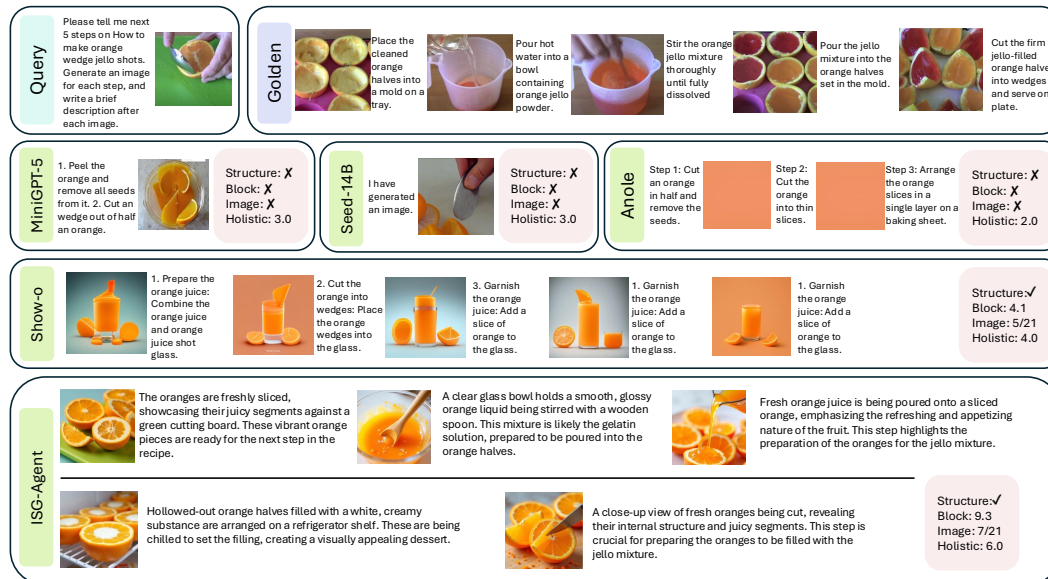 Query
Please tell me next
5 steps on How to
make orange
wedge jello shots.
Generate an image
for each step, and
write a brief
description after
each image.
Golden
Place the
cleaned
orange
halves into
a mold on a
tray.
Pour hot
water into a
bowl
containing
orange jello
powder.
Stir the orange
jello mixture
thoroughly
until fully
dissolved
Pour the jello
mixture into the
orange halves
set in the mold.
Cut the firm
jello-filled
orange halve
into wedges
and serve on
plate.
MiniGPT-5
1. Peel the
orange and
remove all seeds
from it. 2. Cut an
wedge out of half
an orange.
Structure: ✗
Block: ✗
Image: ✗
Holistic: 3.0
Seed-14B
I have
generated
an image.
Structure: ✗
Block: ✗
Image: ✗
Holistic: 3.0
Anole
Step 1: Cut
an orange
in half and
remove the
seeds.
Step 2:
Cut the
orange
into thin
slices.
Step 3: Arrange
the orange
slices in a
single layer on a
baking sheet.
Structure: ✗
Block: ✗
Image: ✗
Holistic: 2.0
Show-o
1. Prepare the
orange juice:
Combine the
orange juice
and orange
juice shot
glass.
2. Cut the
orange into
wedges: Place
the orange
wedges into
the glass.
3. Garnish
the orange
juice: Add a
slice of
orange to
the glass.
1. Garnish
the orange
juice: Add a
slice of
orange to
the glass.
1. Garnish
the orange
juice: Add a
slice of
orange to
the glass.
Structure:✓
Block: 4.1
Image: 5/21
Holistic: 4.0
ISG-Agent
The oranges are freshly sliced,
showcasing their juicy segments against a
green cutting board. These vibrant orange
pieces are ready for the next step in the
recipe.
A clear glass bowl holds a smooth, glossy
orange liquid being stirred with a wooden
spoon. This mixture is likely the gelatin
solution, prepared to be poured into the
orange halves.
Fresh orange juice is being poured onto a sliced
orange, emphasizing the refreshing and appetizing
nature of the fruit. This step highlights the
preparation of the oranges for the jello mixture.
Hollowed-out orange halves filled with a white, creamy
substance are arranged on a refrigerator shelf. These are being
chilled to set the filling, creating a visually appealing dessert.
A close-up view of fresh oranges being cut, revealing
their internal structure and juicy segments. This step is
crucial for preparing the oranges to be filled with the
jello mixture.
Structure:✓
Block: 9.3
Image: 7/21
Holistic: 6.0